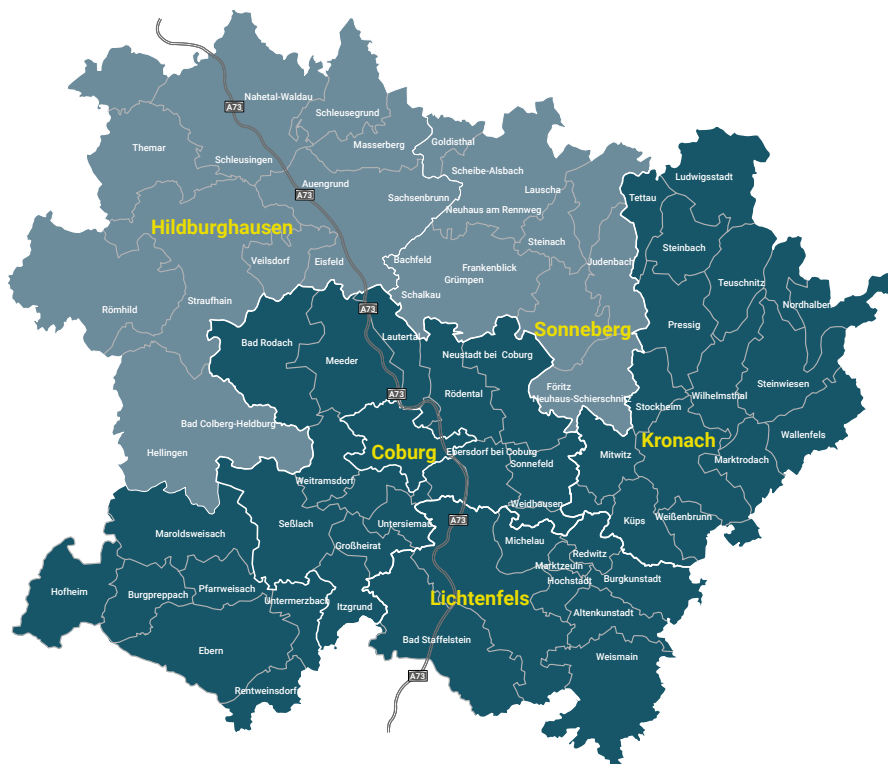 Nahetal-Waldau
A73
Schleusegrund
Masserberg
Goldisthal
Themar
Schleusingen
Scheibe-Alsbach
Ludwigsstadt
Auengrund
A73
Sachsenbrunn
Lauscha
Tettau
Neuhaus am Rennweg
Hildburghausen
Steinach
Steinbach
Veilsdorf
Eisfeld
Bachfeld
Frankenblick
Judenbach
Grümpen
Teuschnitz
Straufhain
Schalkau
Nordhalben
Römhild
A73
Sonneberg
Pressig
Bad Rodach
Lautertal
Meeder
Neustadt bei Coburg
Föritz
Steinwiesen
A73
Rödental
Neuhaus-Schierschnitz
Wilhelmsthal
Stockheim
Bad Colberg-Heldburg
Kronach
Wallenfels
Hellingen
Coburg
Ebersdorf bei Coburg
Mitwitz
Sonnefeld
Marktrodach
Weitramsdorf
Weidhausen
Seßlach
Untersiemau
A73
Küps
Weißenbrunn
Maroldsweisach
Großheirat
Michelau
Redwitz
Marktzeuln
Hofheim
Burgpreppach
Pfarrweisach
Hochstadt
Burgkunstadt
Untermerzbach
Itzgrund
Lichtenfels
Altenkunstadt
Bad Staffelstein
Ebern
Weismain
A73
Rentweinsdorf